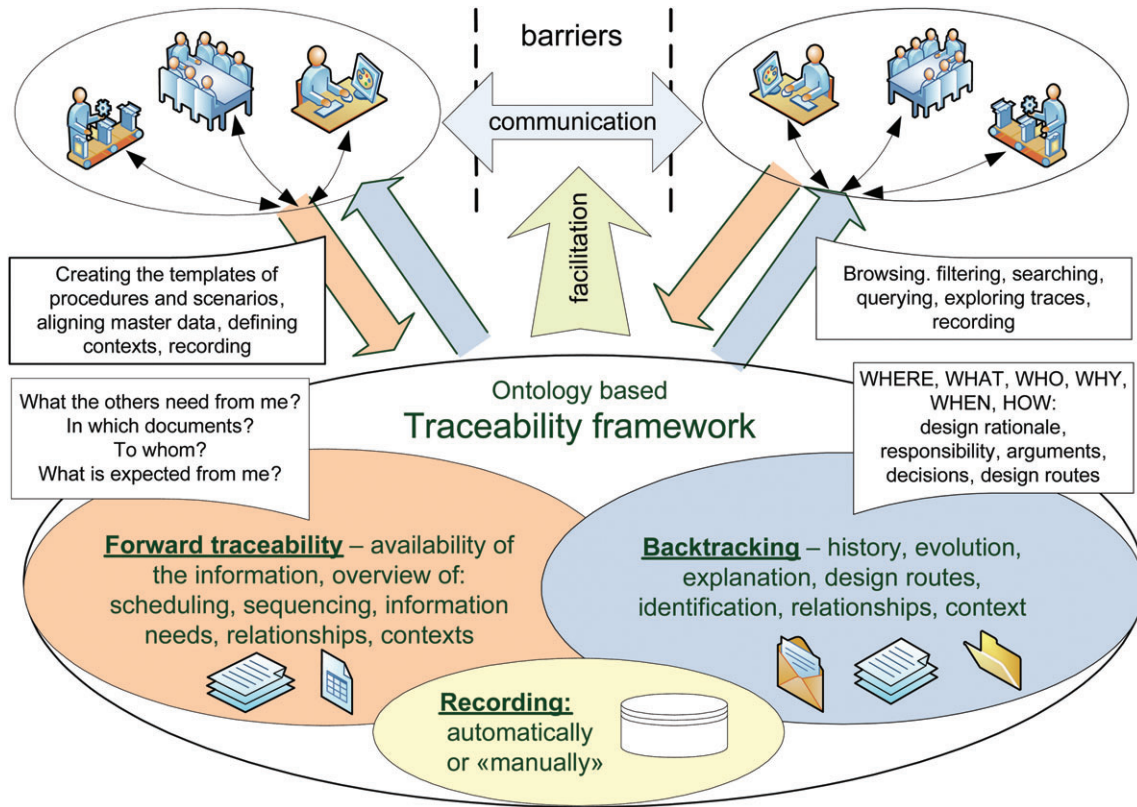 barriers
communication
facilitation
Creating the templates of
procedures and scenarios,
aligning master data, defining
contexts, recording
Browsing. filtering, searching,
querying, exploring traces,
recording
What the others need from me?
In which documents?
To whom?
What is expected from me?
Ontology based
Traceability framework
WHERE, WHAT, WHO, WHY,
WHEN, HOW:
design rationale,
responsibility, arguments,
decisions, design routes
Forward traceability – availability of
the information, overview of:
scheduling, sequencing, information
needs, relationships, contexts
Backtracking – history, evolution,
explanation, design routes,
identification, relationships, context
Recording:
automatically
or «manually»